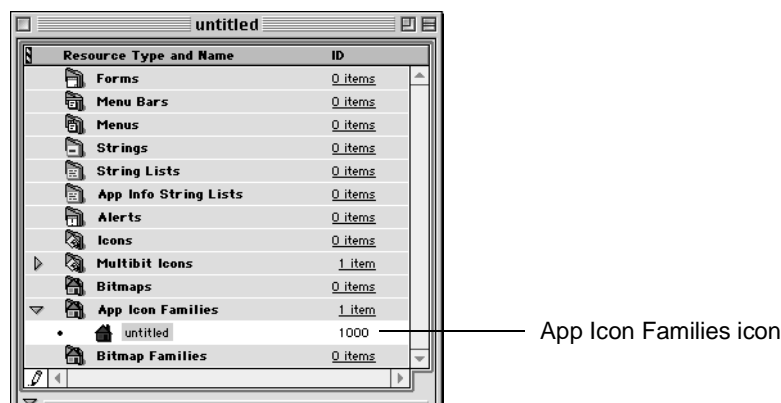 untitled
Resource Type and Name ID
Forms 0 items
Menu Bars 0 items
Menus 0 items
Strings 0 items
String Lists 0 items
App Info String Lists 0 items
Alerts 0 items
Icons 0 items
Multibit Icons 1 item
Bitmaps 0 items
App Icon Families 1 item
untitled 1000 App Icon Families icon
Bitmap Families 0 items